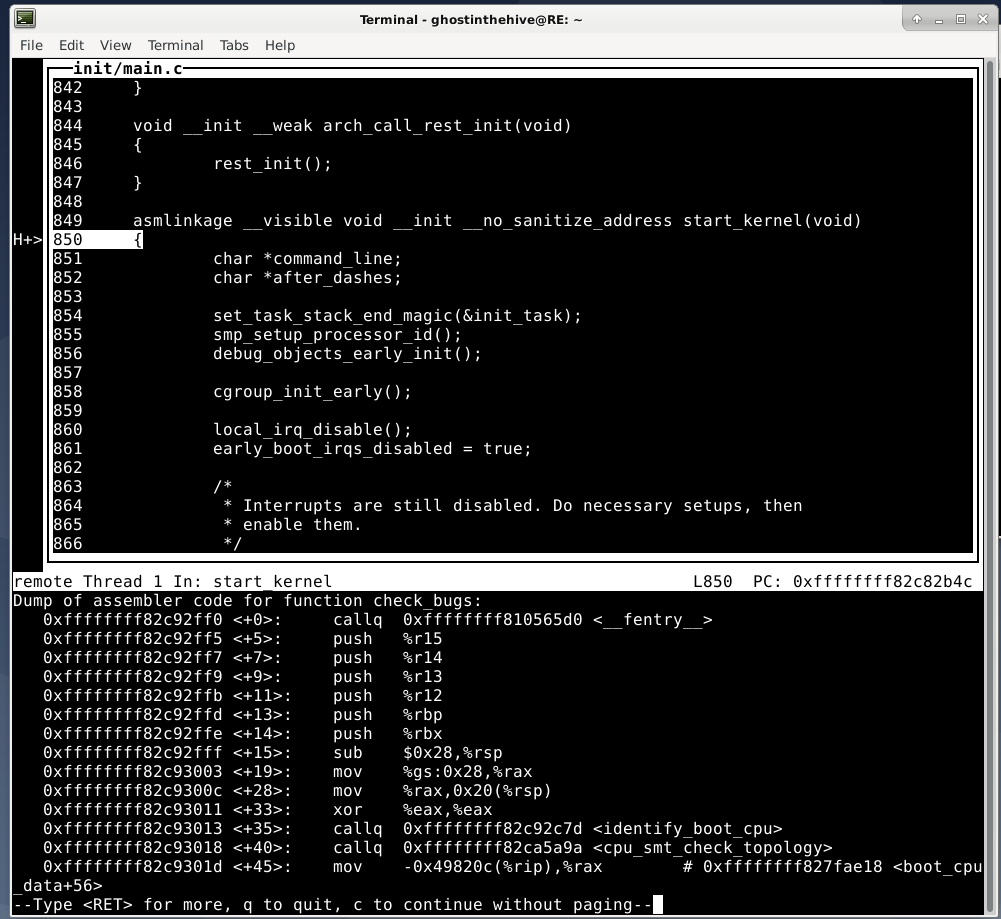 Terminal - ghostinthehive@RE: ~
File Edit View Terminal Tabs Help
init/main.c
842     }
843
844     void __init __weak arch_call_rest_init(void)
845     {
846             rest_init();
847     }
848
849     asmlinkage __visible void __init __no_sanitize_address start_kernel(void)
H+> 850     {
851             char *command_line;
852             char *after_dashes;
853
854             set_task_stack_end_magic(&init_task);
855             smp_setup_processor_id();
856             debug_objects_early_init();
857
858             cgroup_init_early();
859
860             local_irq_disable();
861             early_boot_irqs_disabled = true;
862
863             /*
864              * Interrupts are still disabled. Do necessary setups, then
865              * enable them.
866              */
remote Thread 1 In: start_kernel L850 PC: 0xffffffff82c82b4c
Dump of assembler code for function check_bugs:
   0xffffffff82c92ff0 <+0>:     callq  0xffffffff810565d0 <__fentry__>
   0xffffffff82c92ff5 <+5>:     push   %r15
   0xffffffff82c92ff7 <+7>:     push   %r14
   0xffffffff82c92ff9 <+9>:     push   %r13
   0xffffffff82c92ffb <+11>:    push   %r12
   0xffffffff82c92ffd <+13>:    push   %rbp
   0xffffffff82c92ffe <+14>:    push   %rbx
   0xffffffff82c92fff <+15>:    sub    $0x28,%rsp
   0xffffffff82c93003 <+19>:    mov    %gs:0x28,%rax
   0xffffffff82c9300c <+28>:    mov    %rax,0x20(%rsp)
   0xffffffff82c93011 <+33>:    xor    %eax,%eax
   0xffffffff82c93013 <+35>:    callq  0xffffffff82c92c7d <identify_boot_cpu>
   0xffffffff82c93018 <+40>:    callq  0xffffffff82ca5a9a <cpu_smt_check_topology>
   0xffffffff82c9301d <+45>:    mov    -0x49820c(%rip),%rax        # 0xffffffff827fae18 <boot_cpu
_data+56>
--Type <RET> for more, q to quit, c to continue without paging--